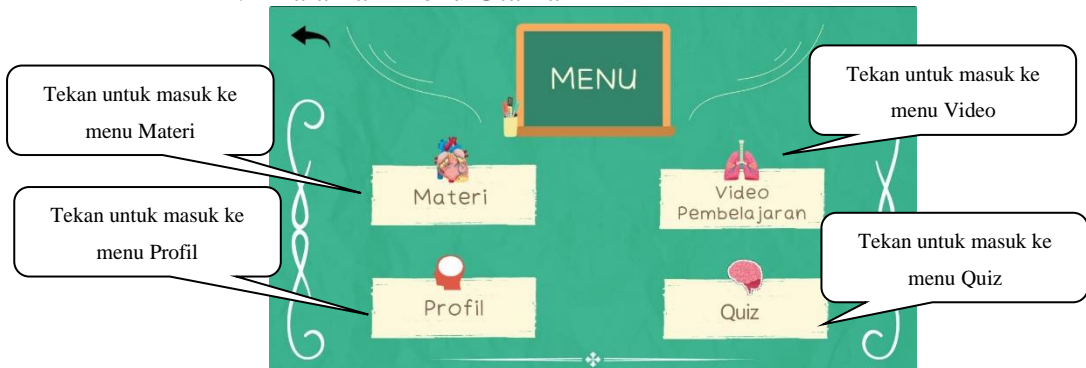 MENU
Tekan untuk masuk ke
menu Materi
Tekan untuk masuk ke
menu Video
Materi
Video
Pembelajaran
Tekan untuk masuk ke
menu Profil
Tekan untuk masuk ke
menu Quiz
Profil
Quiz